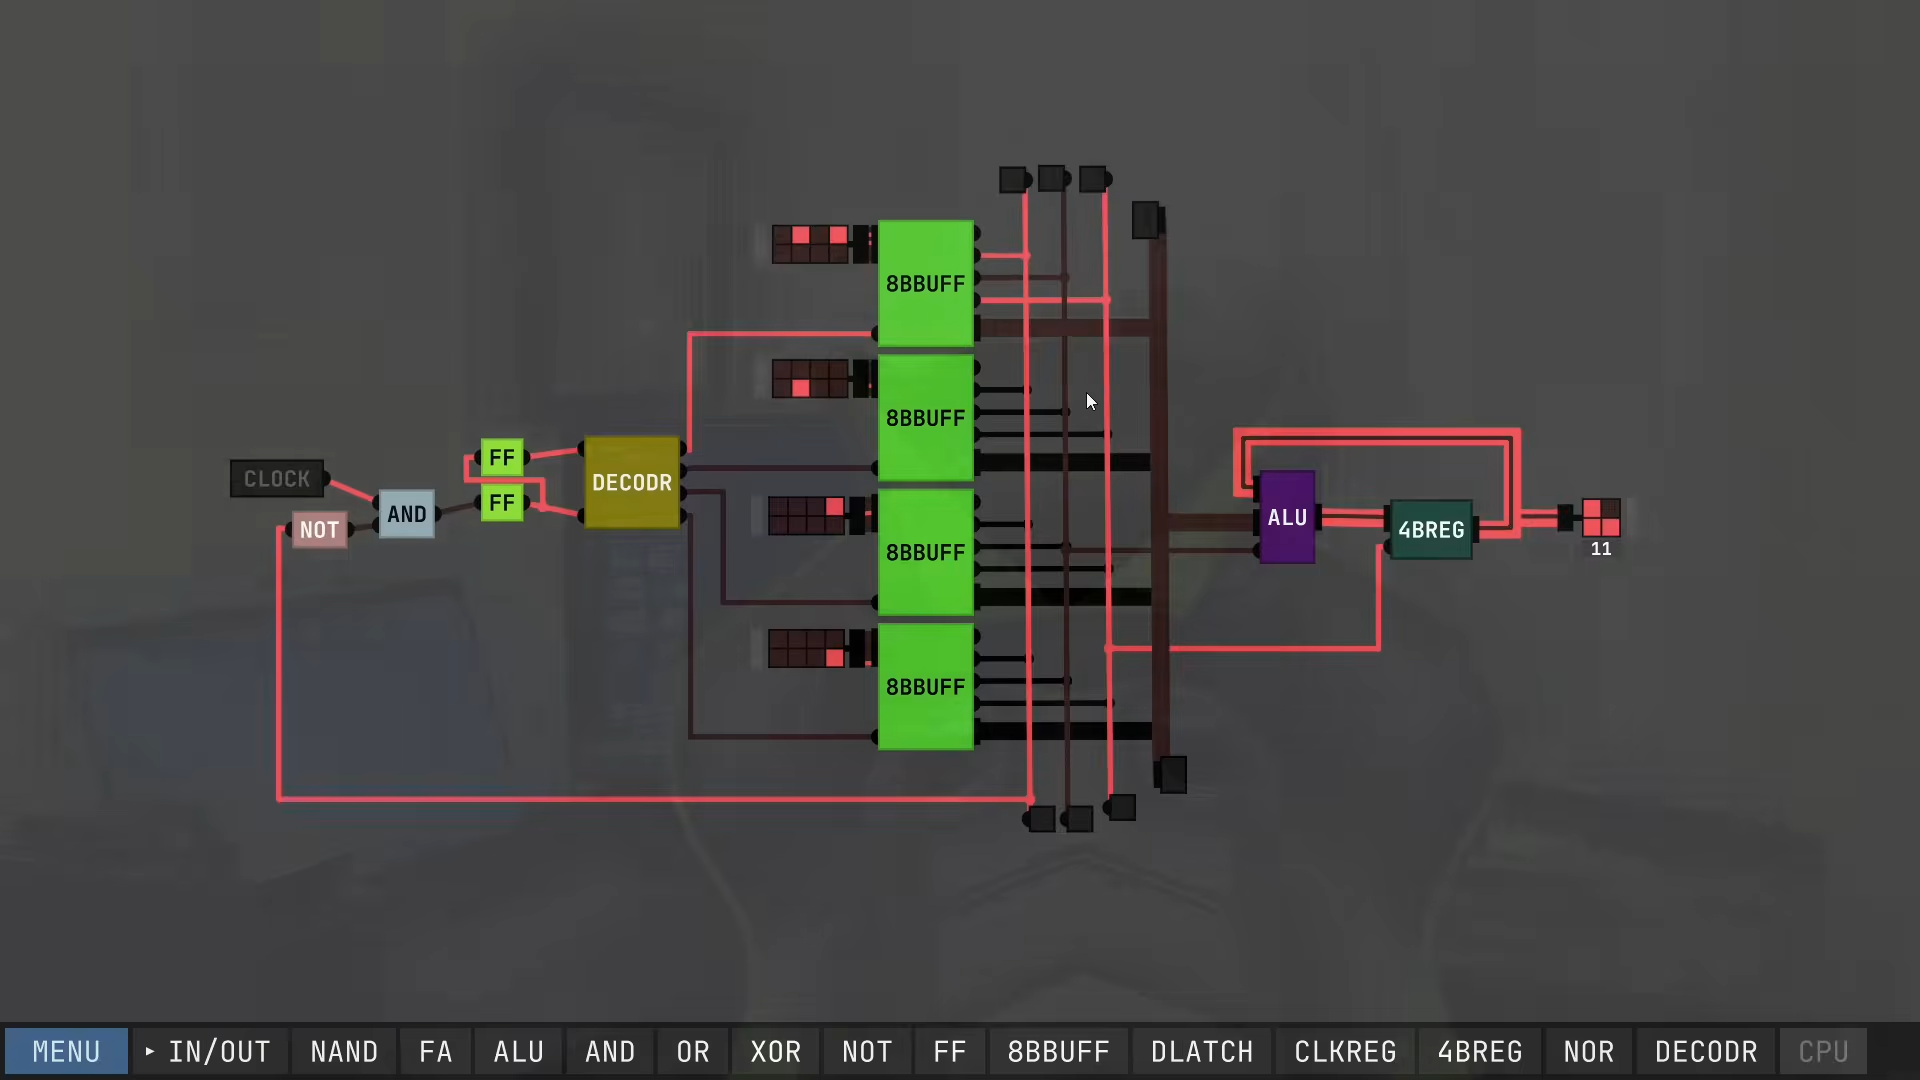 8BBUFF
8BBUFF
CLOCK
NOT
AND
FF
FF
DECODR
8BBUFF
8BBUFF
ALU
4BREG
11
MENU
IN/OUT NAND FA ALU AND OR XOR NOT FF 8BBUFF DLATCH CLKREG 4BREG NOR DECODR CPU